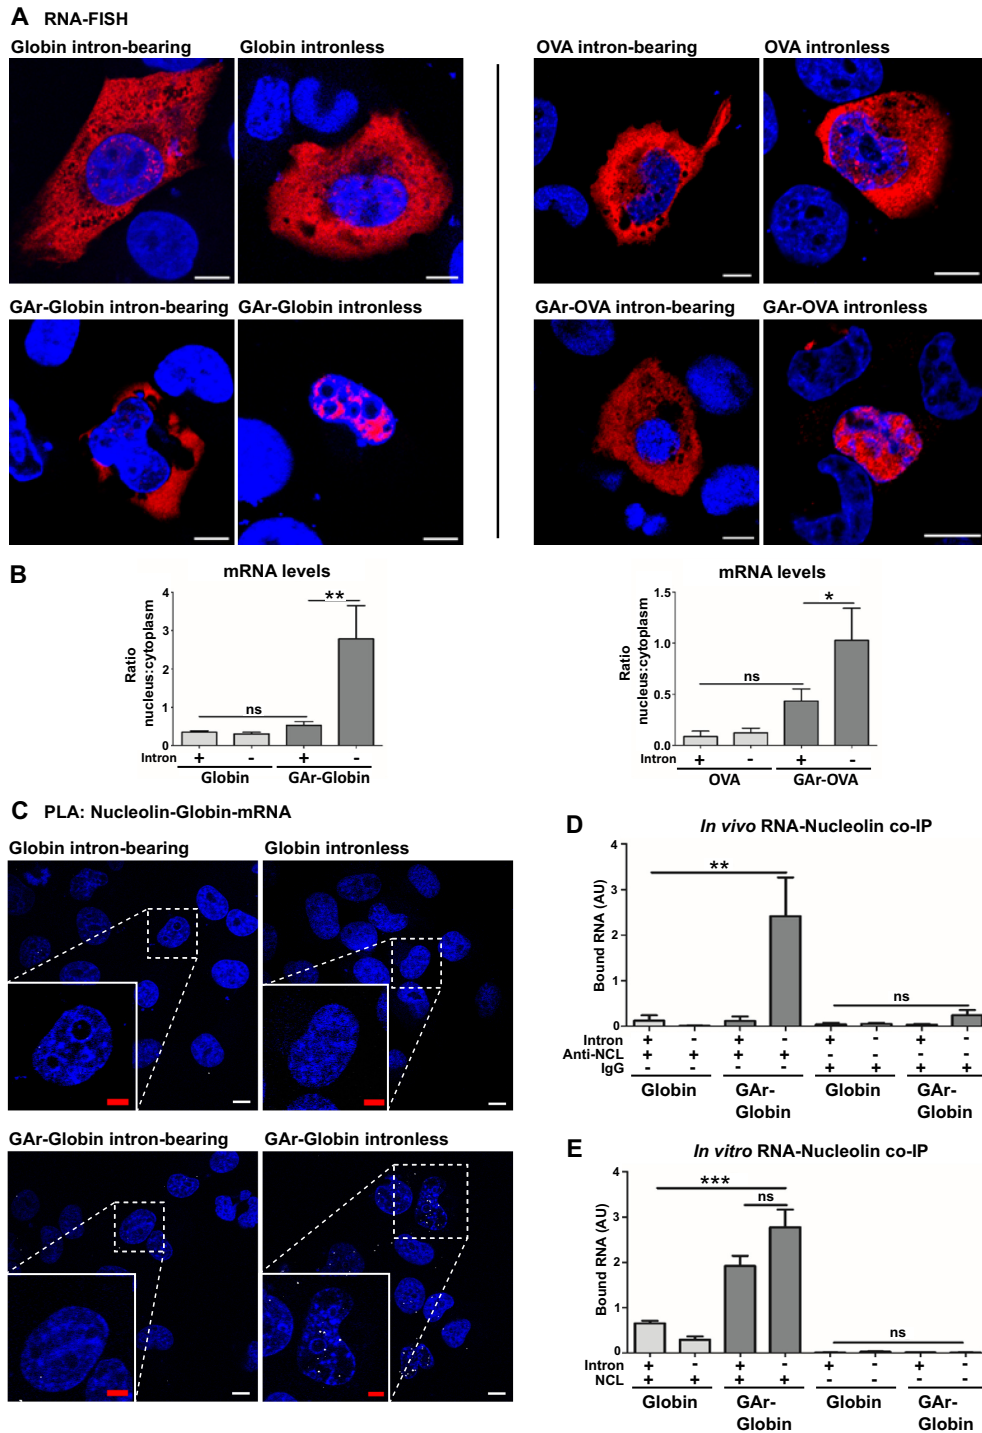 A RNA-FISH
Globin intron-bearing Globin intronless OVA intron-bearing OVA intronless
GAr-Globin intron-bearing GAr-Globin intronless GAr-OVA intron-bearing GAr-OVA intronless
B
mRNA levels
Ratio
nucleus:cytoplasm
4
3
2
1
0
ns
**
Intron + - + -
Globin GAr-Globin
mRNA levels
Ratio
nucleus:cytoplasm
1.5
1.0
0.5
0.0
ns
*
Intron + - + -
OVA GAr-OVA
C PLA: Nucleolin-Globin-mRNA
Globin intron-bearing Globin intronless
GAr-Globin intron-bearing GAr-Globin intronless
D In vivo RNA-Nucleolin co-IP
Bound RNA (AU)
4
3
2
1
0
**
ns
Intron + - + - + - + -
Anti-NCL + + + + - - - -
IgG - - - - + + + +
Globin GAr-Globin Globin GAr-Globin
E In vitro RNA-Nucleolin co-IP
Bound RNA (AU)
4
3
2
1
0
***
ns
ns
Intron + - + - + - + -
NCL + + + + - - - -
Globin GAr-Globin Globin GAr-Globin